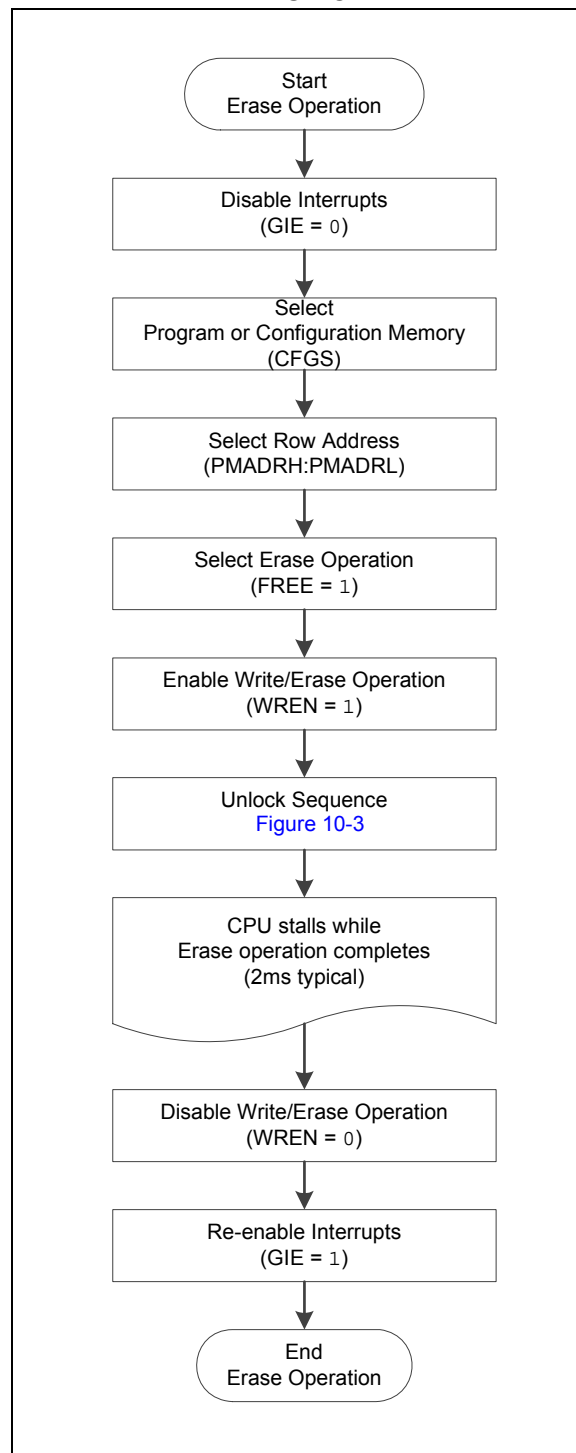 Start
Erase Operation
Disable Interrupts
(GIE = 0)
Select
Program or Configuration Memory
(CFGS)
Select Row Address
(PMADRH:PMADRL)
Select Erase Operation
(FREE = 1)
Enable Write/Erase Operation
(WREN = 1)
Unlock Sequence
Figure 10-3
CPU stalls while
Erase operation completes
(2ms typical)
Disable Write/Erase Operation
(WREN = 0)
Re-enable Interrupts
(GIE = 1)
End
Erase Operation